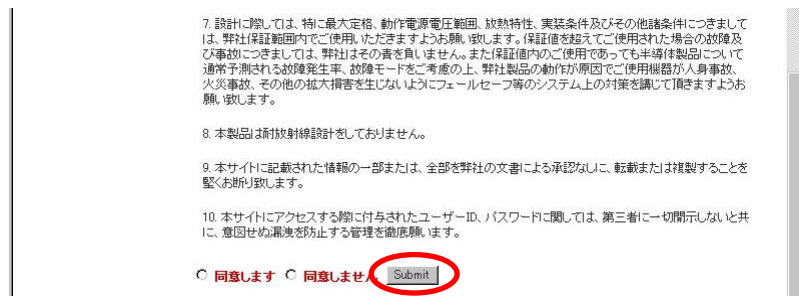 7. 設計に際しては、特に最大定格、動作電源電圧範囲、放熱特性、実装条件及びその他諸条件につきまして
は、弊社保証範囲内でご使用いただきますようお願い致します。保証値を超えてご使用された場合の故障及
び事故につきましては、弊社はその責を負いません。また保証値内のご使用であっても半導体製品について
通常予測される故障発生率、故障モードをご考慮の上、弊社製品の動作が原因でご使用機器が人身事故、
火災事故、その他の拡大損害を生じないようにフェールセーフ等のシステム上の対策を講じて頂きますようお
願い致します。
8. 本製品は耐放射線設計をしておりません。
9. 本サイトに記載された情報の一部または、全部を弊社の文書による承認なしに、転載または複製することを
堅くお断り致します。
10. 本サイトにアクセスする際に付与されたユーザーID、パスワードに関しては、第三者に一切開示しないと共
に、意図せぬ漏洩を防止する管理を徹底願います。
同意します 同意しません Submit